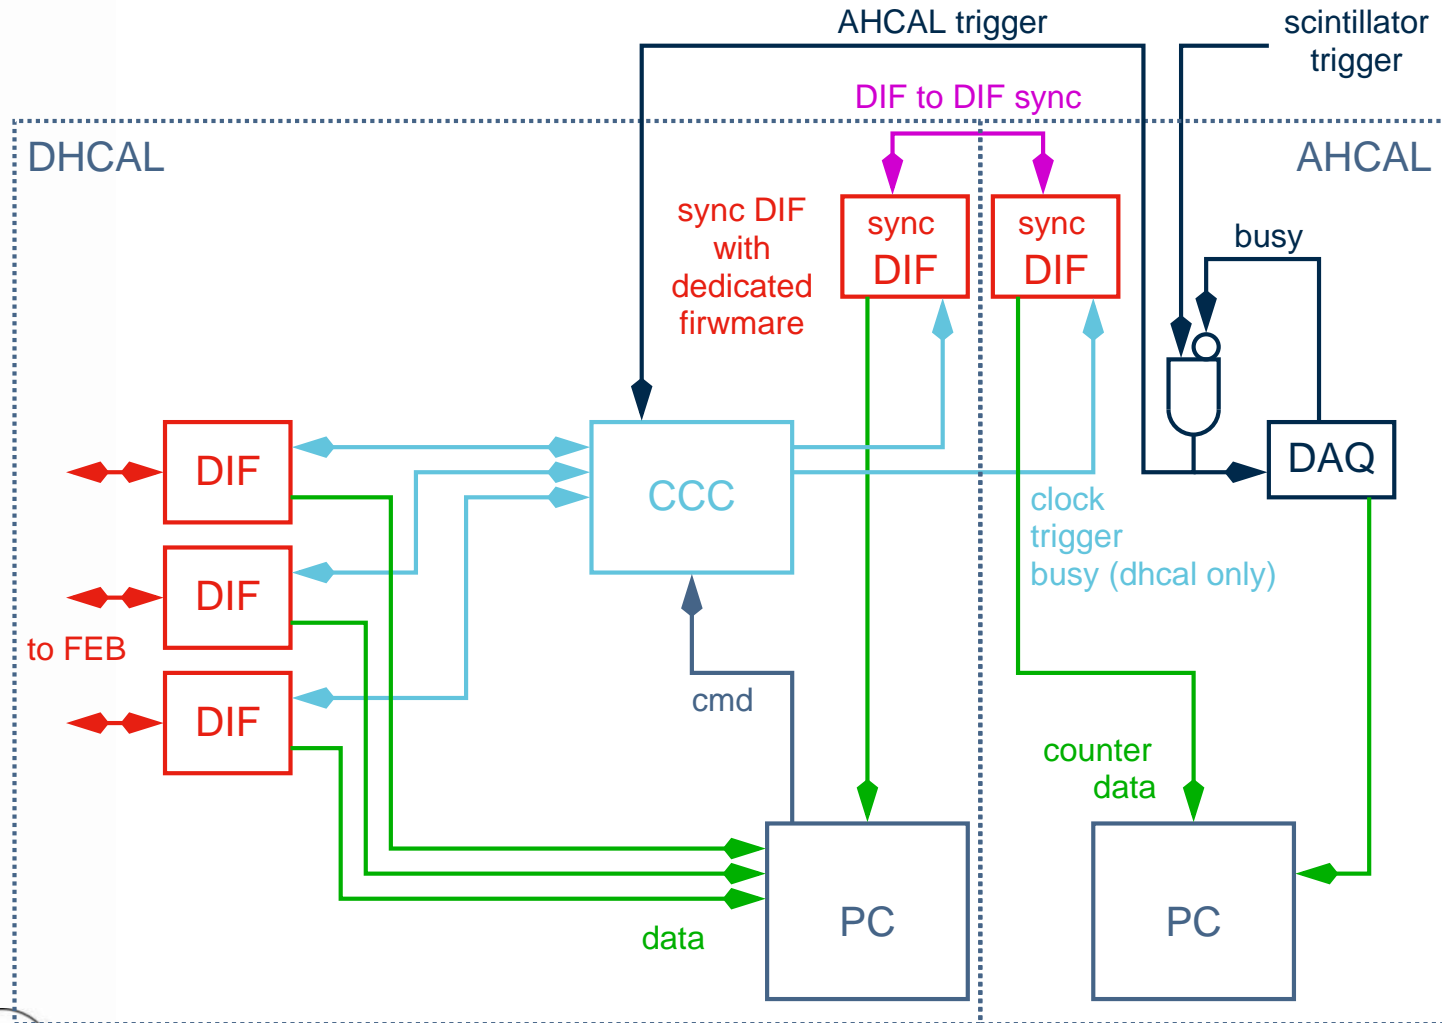 AHCAL trigger
scintillator
trigger
DIF to DIF sync
DHCAL
AHCAL
sync DIF
with
dedicated
firwmare
sync
DIF
sync
DIF
busy
DIF
CCC
DAQ
clock
trigger
busy (dhcal only)
DIF
to FEB
DIF
cmd
counter
data
PC
PC
data